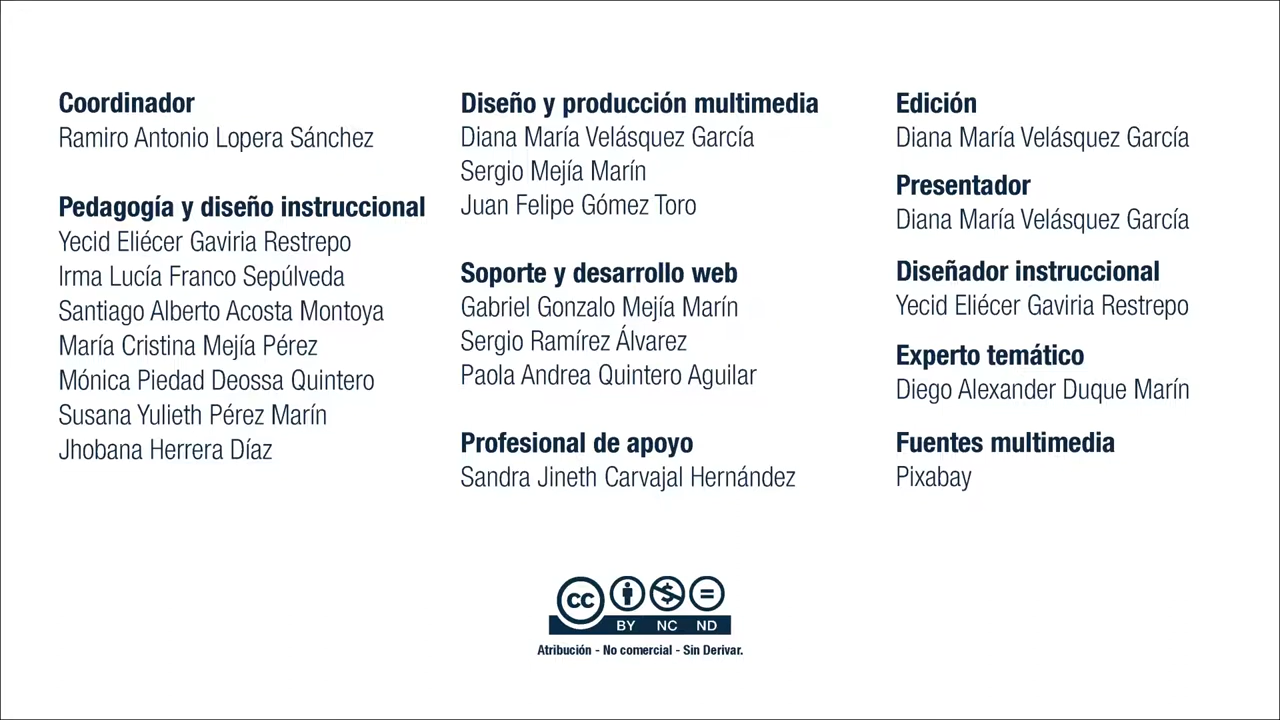 Coordinador
Ramiro Antonio Lopera Sánchez
Pedagogía y diseño instruccional
Yecid Eliécer Gaviria Restrepo
Irma Lucía Franco Sepúlveda
Santiago Alberto Acosta Montoya
María Cristina Mejía Pérez
Mónica Piedad Deossa Quintero
Susana Yulieth Pérez Marín
Jhobana Herrera Díaz
Diseño y producción multimedia
Diana María Velásquez García
Sergio Mejía Marín
Juan Felipe Gómez Toro
Soporte y desarrollo web
Gabriel Gonzalo Mejía Marín
Sergio Ramírez Álvarez
Paola Andrea Quintero Aguilar
Profesional de apoyo
Sandra Jineth Carvajal Hernández
Edición
Diana María Velásquez García
Presentador
Diana María Velásquez García
Diseñador instruccional
Yecid Eliécer Gaviria Restrepo
Experto temático
Diego Alexander Duque Marín
Fuentes multimedia
Pixabay
CC
BY NC ND
Atribución - No comercial - Sin Derivar.